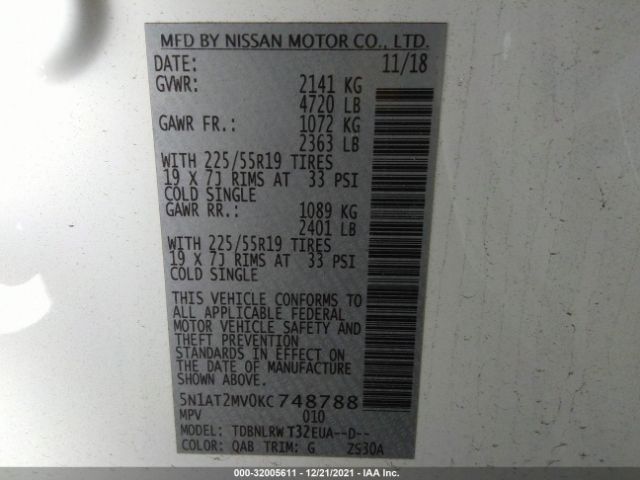 MFD BY NISSAN MOTOR CO., LTD.
DATE: 11/18
GVWR: 2141 KG
4720 LB
GAWR FR.: 1072 KG
2363 LB
WITH 225/55R19 TIRES
19 X 7J RIMS AT 33 PSI
COLD SINGLE
GAWR RR.: 1089 KG
2401 LB
WITH 225/55R19 TIRES
19 X 7J RIMS AT 33 PSI
COLD SINGLE
THIS VEHICLE CONFORMS TO
ALL APPLICABLE FEDERAL
MOTOR VEHICLE SAFETY AND
THEFT PREVENTION
STANDARDS IN EFFECT ON
THE DATE OF MANUFACTURE
SHOWN ABOVE.
5N1AT2MV0KC748788
MPV 010
MODEL: TDBNLRW T32EUA--D--
COLOR: QAB TRIM: G ZS30A
000-32005611 - 12/21/2021 - IAA Inc.